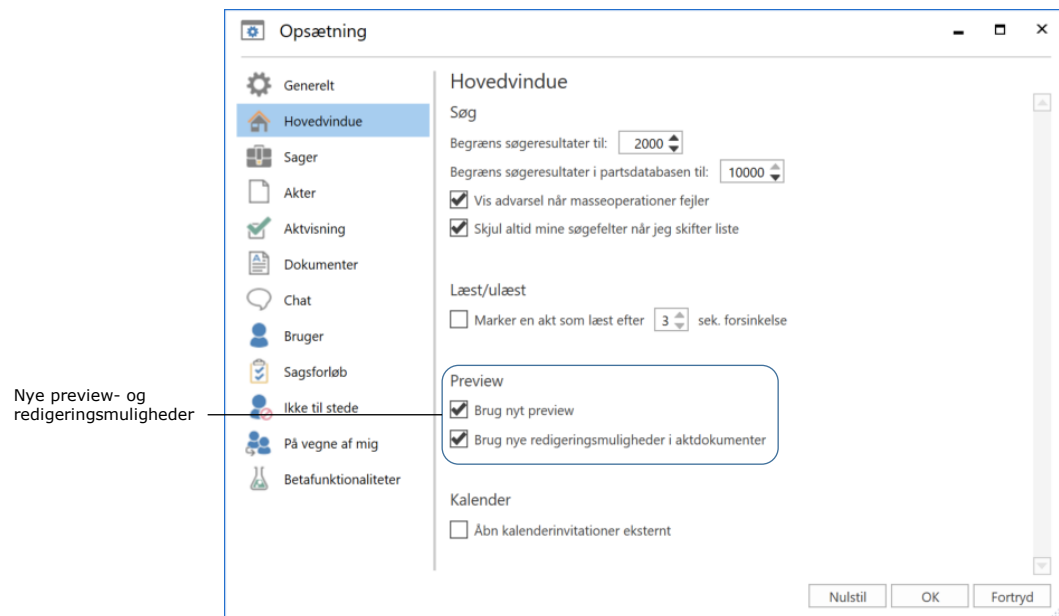 Opsætning
Generelt
Hovedvindue
Sager
Akter
Aktvisning
Dokumenter
Chat
Bruger
Sagsforløb
Ikke til stede
På vegne af mig
Betafunktionaliteter
Nye preview- og
redigeringsmuligheder
Hovedvindue
Søg
Begræns søgeresultater til: 2000
Begræns søgeresultater i partsdatabasen til: 10000
Vis advarsel når masseoperationer fejler
Skjul altid mine søgefelter når jeg skifter liste
Læst/ulæst
Marker en akt som læst efter 3 sek. forsinkelse
Preview
Brug nyt preview
Brug nye redigeringsmuligheder i aktdokumenter
Kalender
Åbn kalenderinvitationer eksternt
Nulstil OK Fortryd